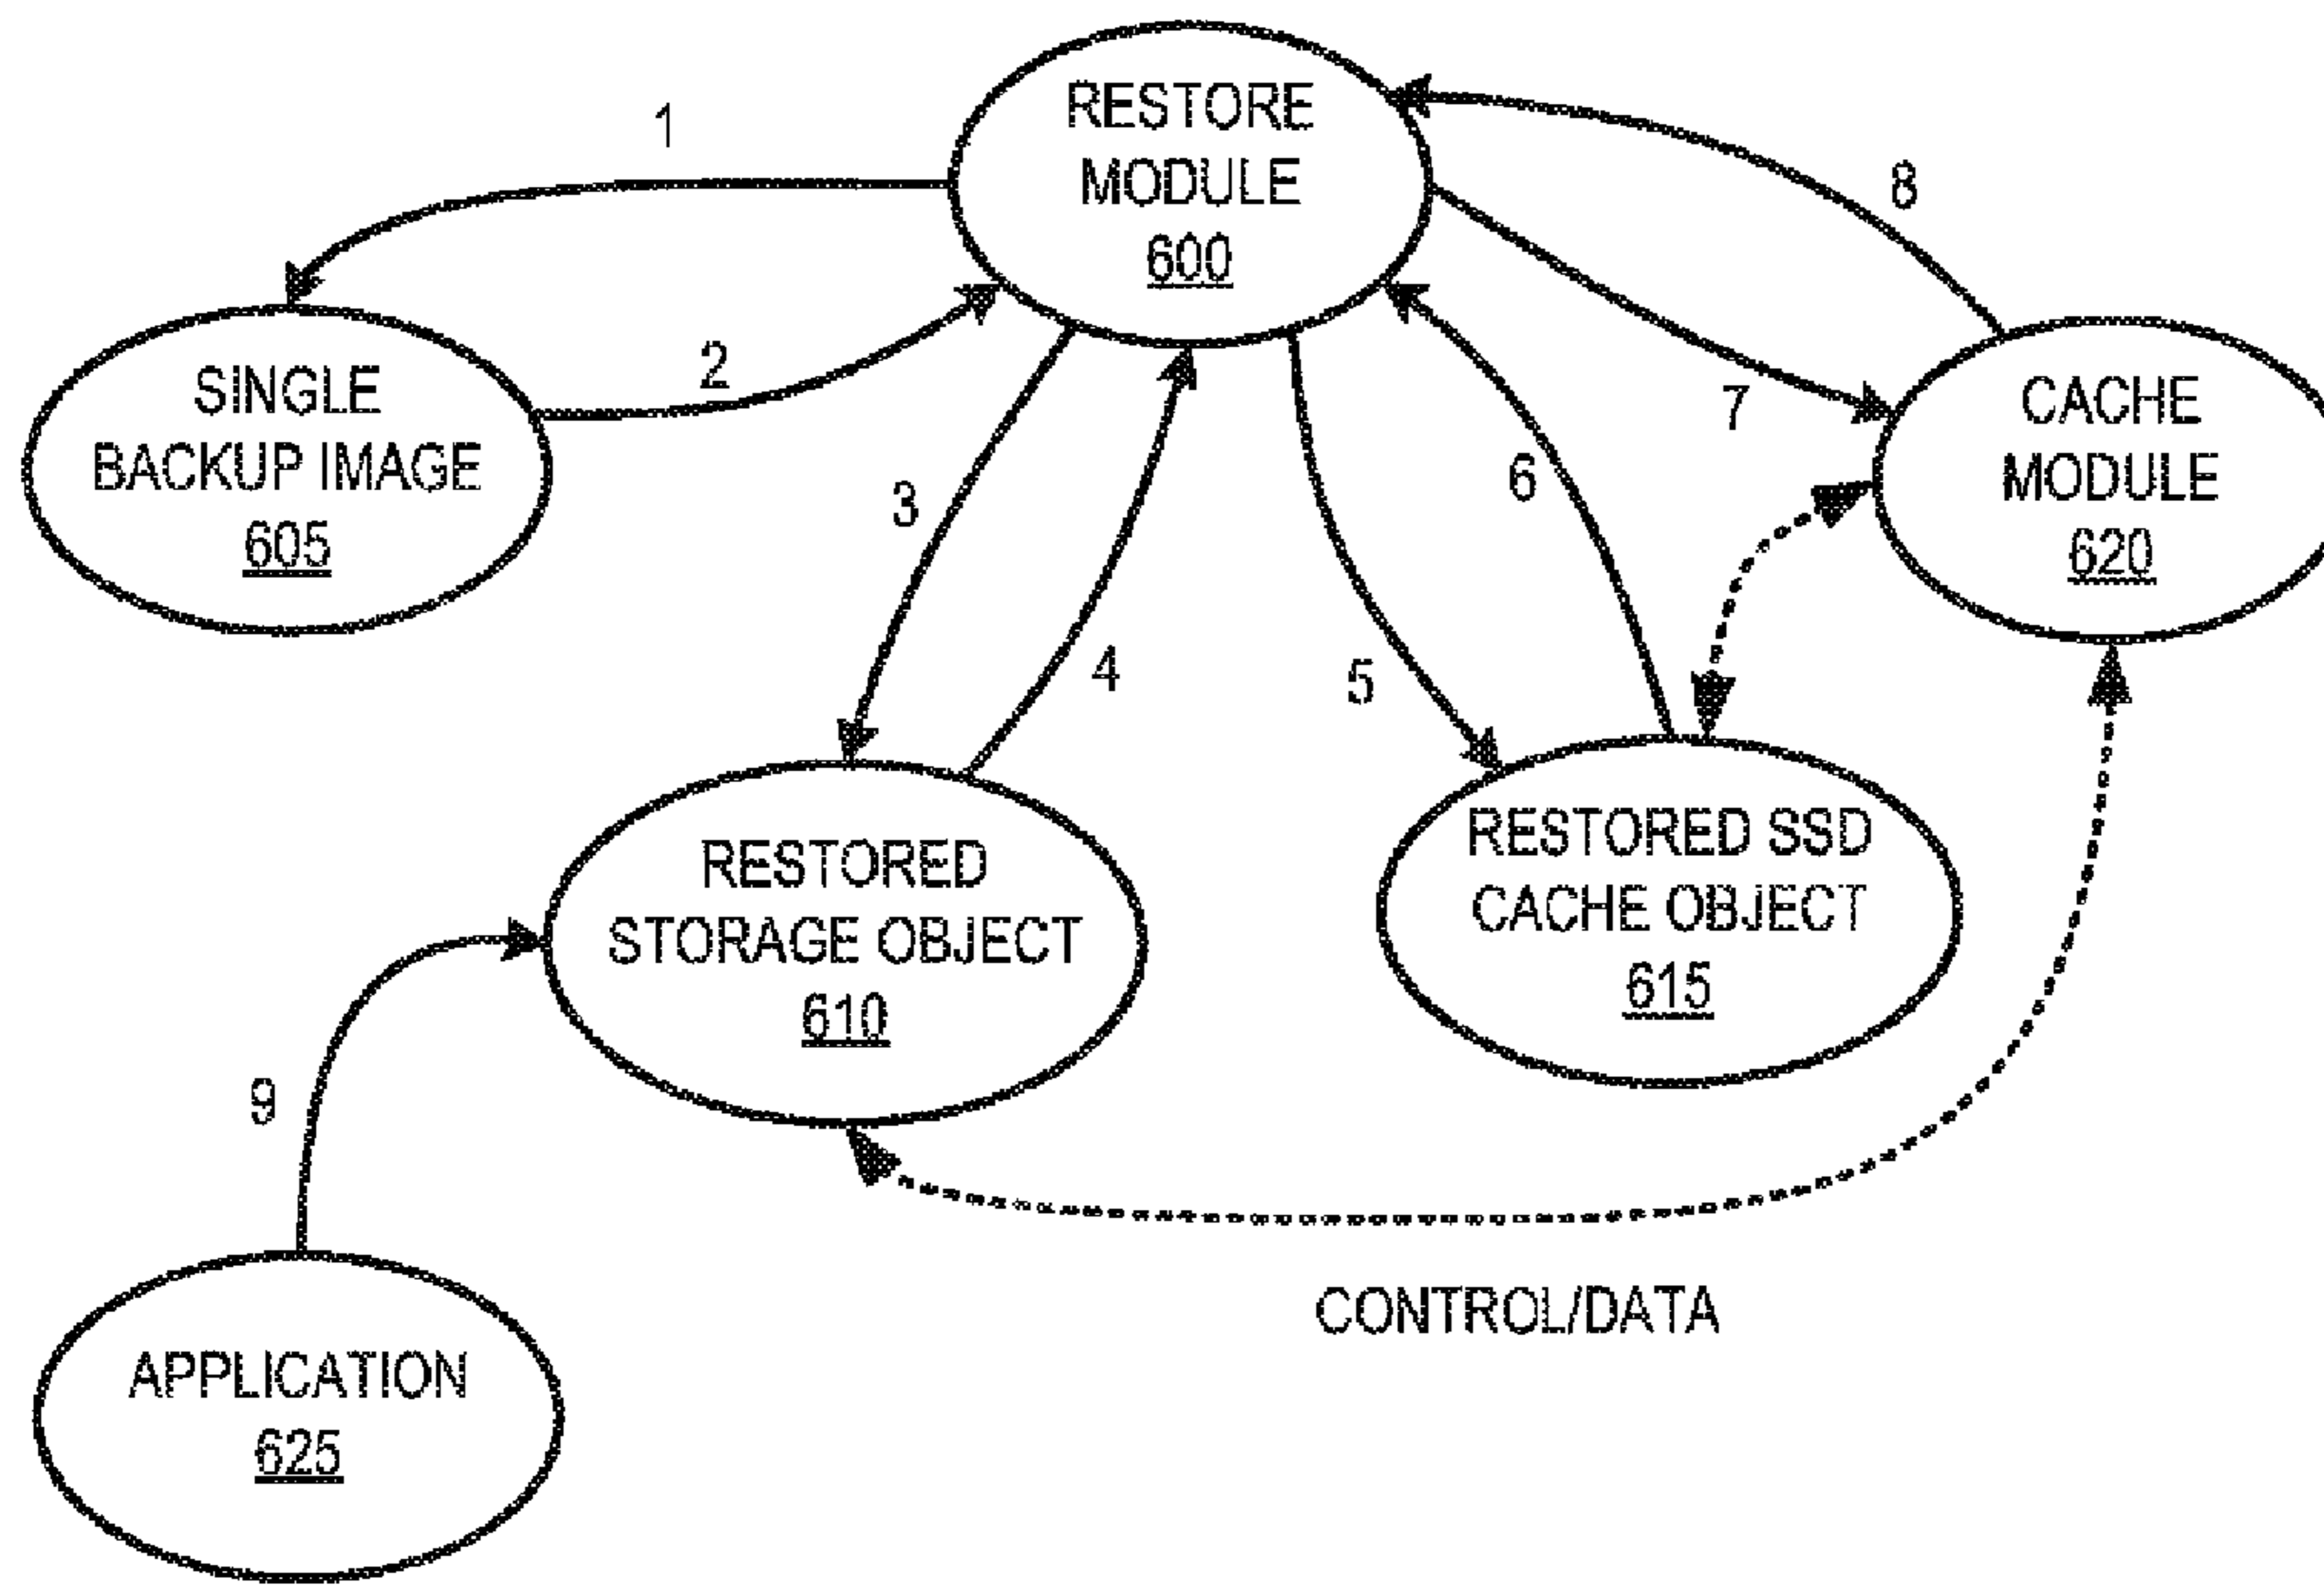 RESTORE
MODULE
600
1
8
SINGLE
BACKUP IMAGE
605
2
3
4
5
6
7
CACHE
MODULE
620
RESTORED
STORAGE OBJECT
610
RESTORED SSD
CACHE OBJECT
615
9
CONTROL/DATA
APPLICATION
625